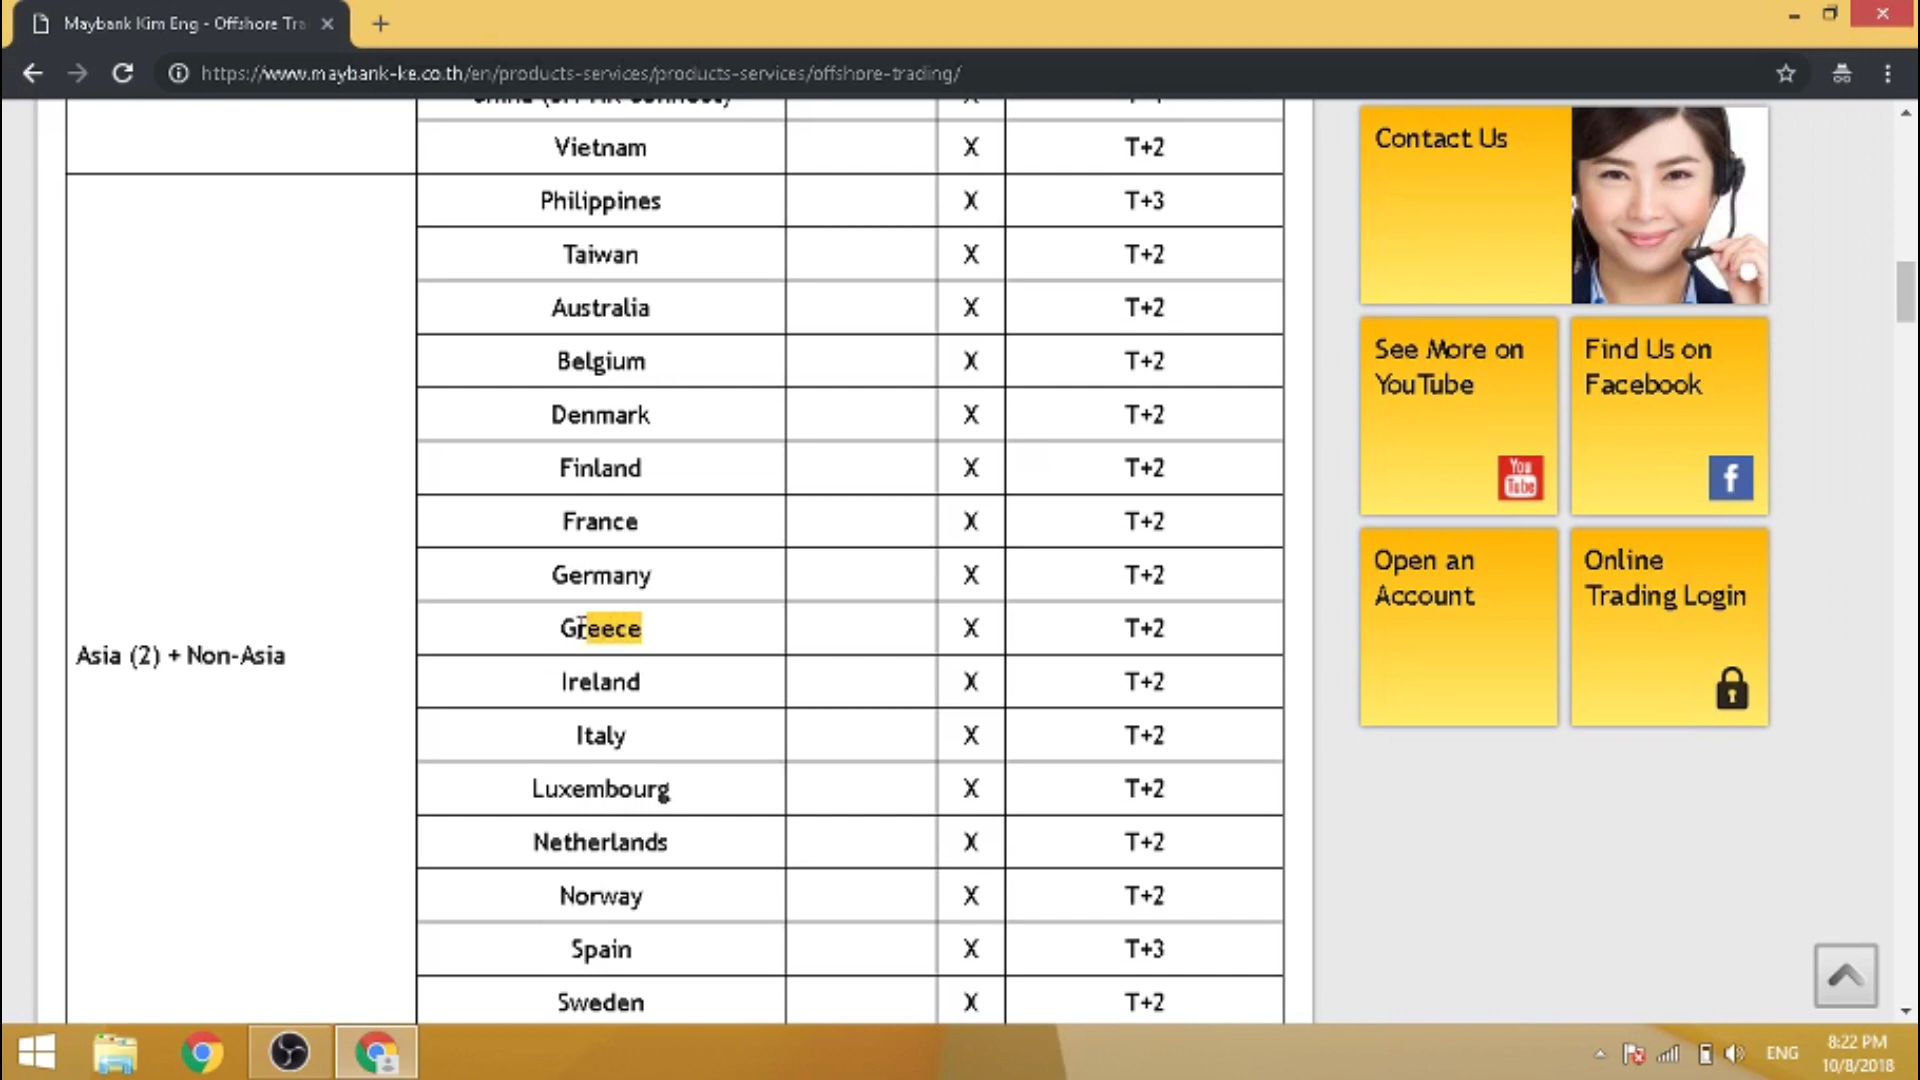 Maybank Kim Eng - Offshore Tra
https://www.maybank-ke.co.th/en/products-services/products-services/offshore-trading/
Vietnam X T+2
Philippines X T+3
Taiwan X T+2
Australia X T+2
Belgium X T+2
Denmark X T+2
Finland X T+2
France X T+2
Germany X T+2
Greece X T+2
Asia (2) + Non-Asia
Ireland X T+2
Italy X T+2
Luxembourg X T+2
Netherlands X T+2
Norway X T+2
Spain X T+3
Sweden X T+2
Contact Us
See More on
YouTube
You
Tube
Find Us on
Facebook
f
Open an
Account
Online
Trading Login
ENG
8:22 PM
10/8/2018